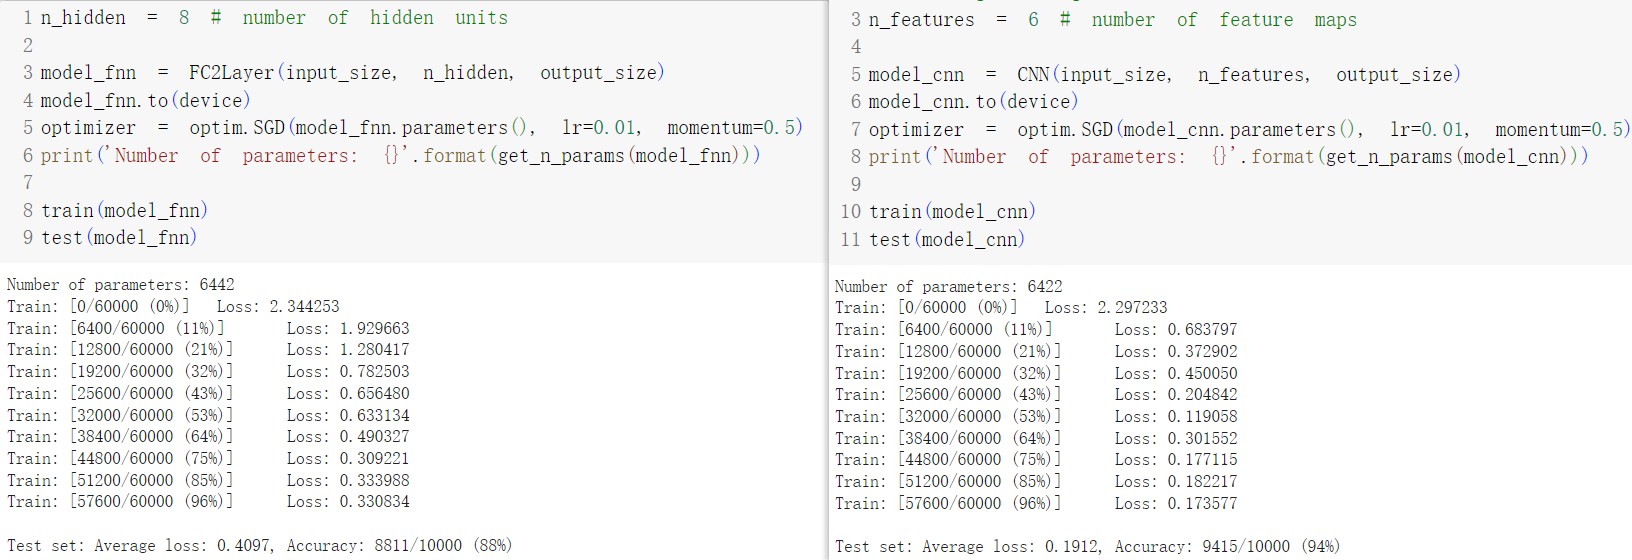 1 n_hidden = 8 # number of hidden units
2
3 model_fnn = FC2Layer(input_size, n_hidden, output_size)
4 model_fnn.to(device)
5 optimizer = optim.SGD(model_fnn.parameters(), lr=0.01, momentum=0.5)
6 print('Number of parameters: {}'.format(get_n_params(model_fnn)))
7
8 train(model_fnn)
9 test(model_fnn)
Number of parameters: 6442
Train: [0/60000 (0%)] Loss: 2.344253
Train: [6400/60000 (11%)] Loss: 1.929663
Train: [12800/60000 (21%)] Loss: 1.280417
Train: [19200/60000 (32%)] Loss: 0.782503
Train: [25600/60000 (43%)] Loss: 0.656480
Train: [32000/60000 (53%)] Loss: 0.633134
Train: [38400/60000 (64%)] Loss: 0.490327
Train: [44800/60000 (75%)] Loss: 0.309221
Train: [51200/60000 (85%)] Loss: 0.333988
Train: [57600/60000 (96%)] Loss: 0.330834
Test set: Average loss: 0.4097, Accuracy: 8811/10000 (88%)
3 n_features = 6 # number of feature maps
4
5 model_cnn = CNN(input_size, n_features, output_size)
6 model_cnn.to(device)
7 optimizer = optim.SGD(model_cnn.parameters(), lr=0.01, momentum=0.5)
8 print('Number of parameters: {}'.format(get_n_params(model_cnn)))
9
10 train(model_cnn)
11 test(model_cnn)
Number of parameters: 6422
Train: [0/60000 (0%)] Loss: 2.297233
Train: [6400/60000 (11%)] Loss: 0.683797
Train: [12800/60000 (21%)] Loss: 0.372902
Train: [19200/60000 (32%)] Loss: 0.450050
Train: [25600/60000 (43%)] Loss: 0.204842
Train: [32000/60000 (53%)] Loss: 0.119058
Train: [38400/60000 (64%)] Loss: 0.301552
Train: [44800/60000 (75%)] Loss: 0.177115
Train: [51200/60000 (85%)] Loss: 0.182217
Train: [57600/60000 (96%)] Loss: 0.173577
Test set: Average loss: 0.1912, Accuracy: 9415/10000 (94%)